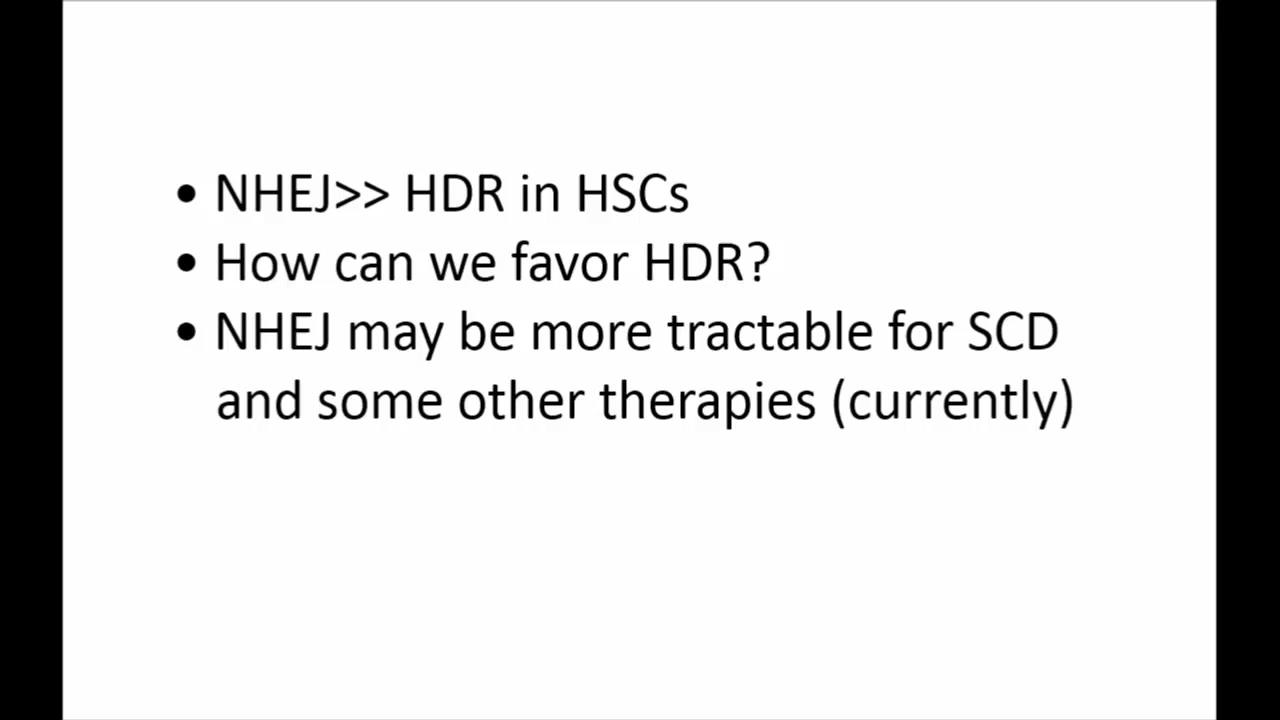 • NHEJ>> HDR in HSCs
• How can we favor HDR?
• NHEJ may be more tractable for SCD
and some other therapies (currently)